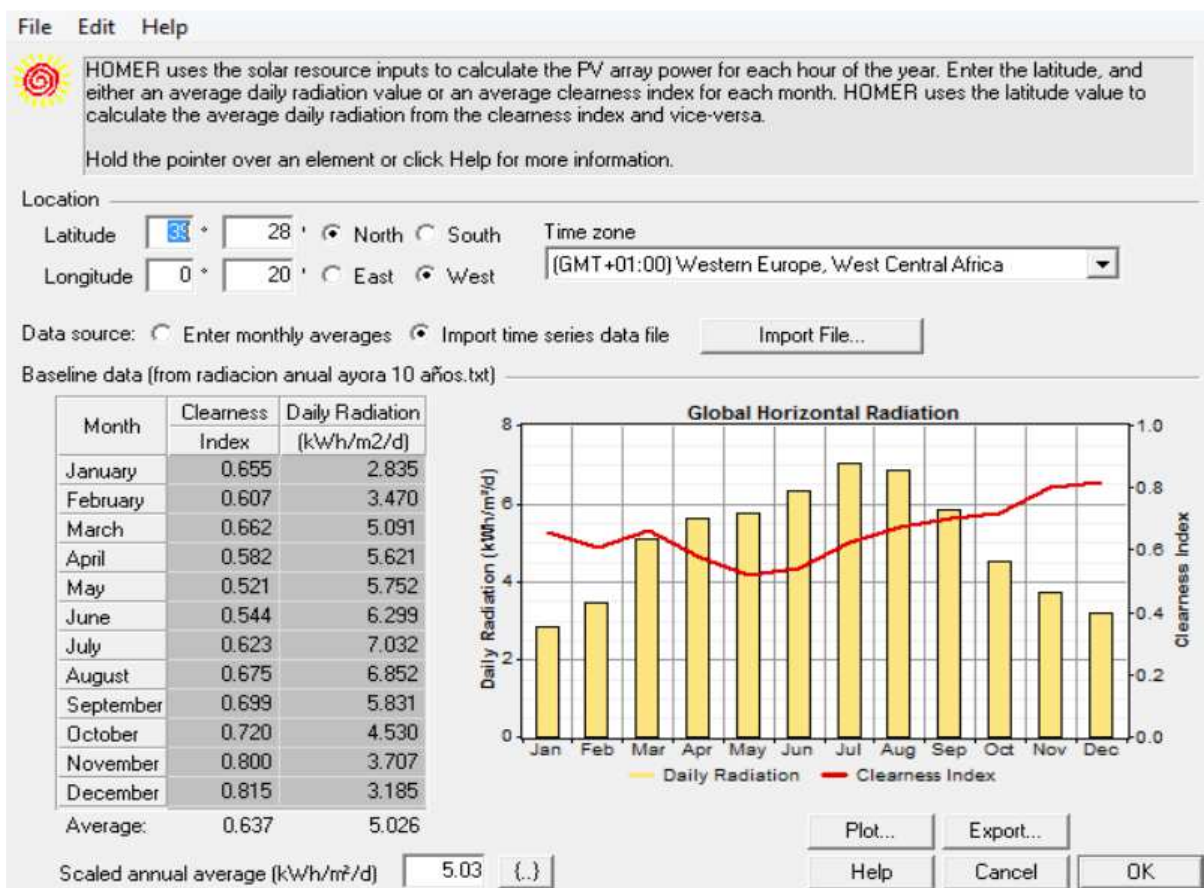 File Edit Help
HOMER uses the solar resource inputs to calculate the PV array power for each hour of the year. Enter the latitude, and
either an average daily radiation value or an average clearness index for each month. HOMER uses the latitude value to
calculate the average daily radiation from the clearness index and vice-versa.
Hold the pointer over an element or click Help for more information.
Location
Latitude 39 ° 28 ' North South Time zone
Longitude 0 ° 20 ' East West (GMT+01:00) Western Europe, West Central Africa
Data source: Enter monthly averages Import time series data file Import File...
Baseline data (from radiacion anual ayora 10 años.txt)
Month Clearness Index Daily Radiation (kWh/m2/d)
January 0.655 2.835
February 0.607 3.470
March 0.662 5.091
April 0.582 5.621
May 0.521 5.752
June 0.544 6.299
July 0.623 7.032
August 0.675 6.852
September 0.699 5.831
October 0.720 4.530
November 0.800 3.707
December 0.815 3.185
Average: 0.637 5.026
Scaled annual average (kWh/m²/d) 5.03 {..}
Global Horizontal Radiation
Daily Radiation (kWh/m²/d)
8
6
4
2
0
1.0
0.8
0.6
0.4
0.2
0.0
Clearness Index
Jan Feb Mar Apr May Jun Jul Aug Sep Oct Nov Dec
Daily Radiation Clearness Index
Plot... Export...
Help Cancel OK